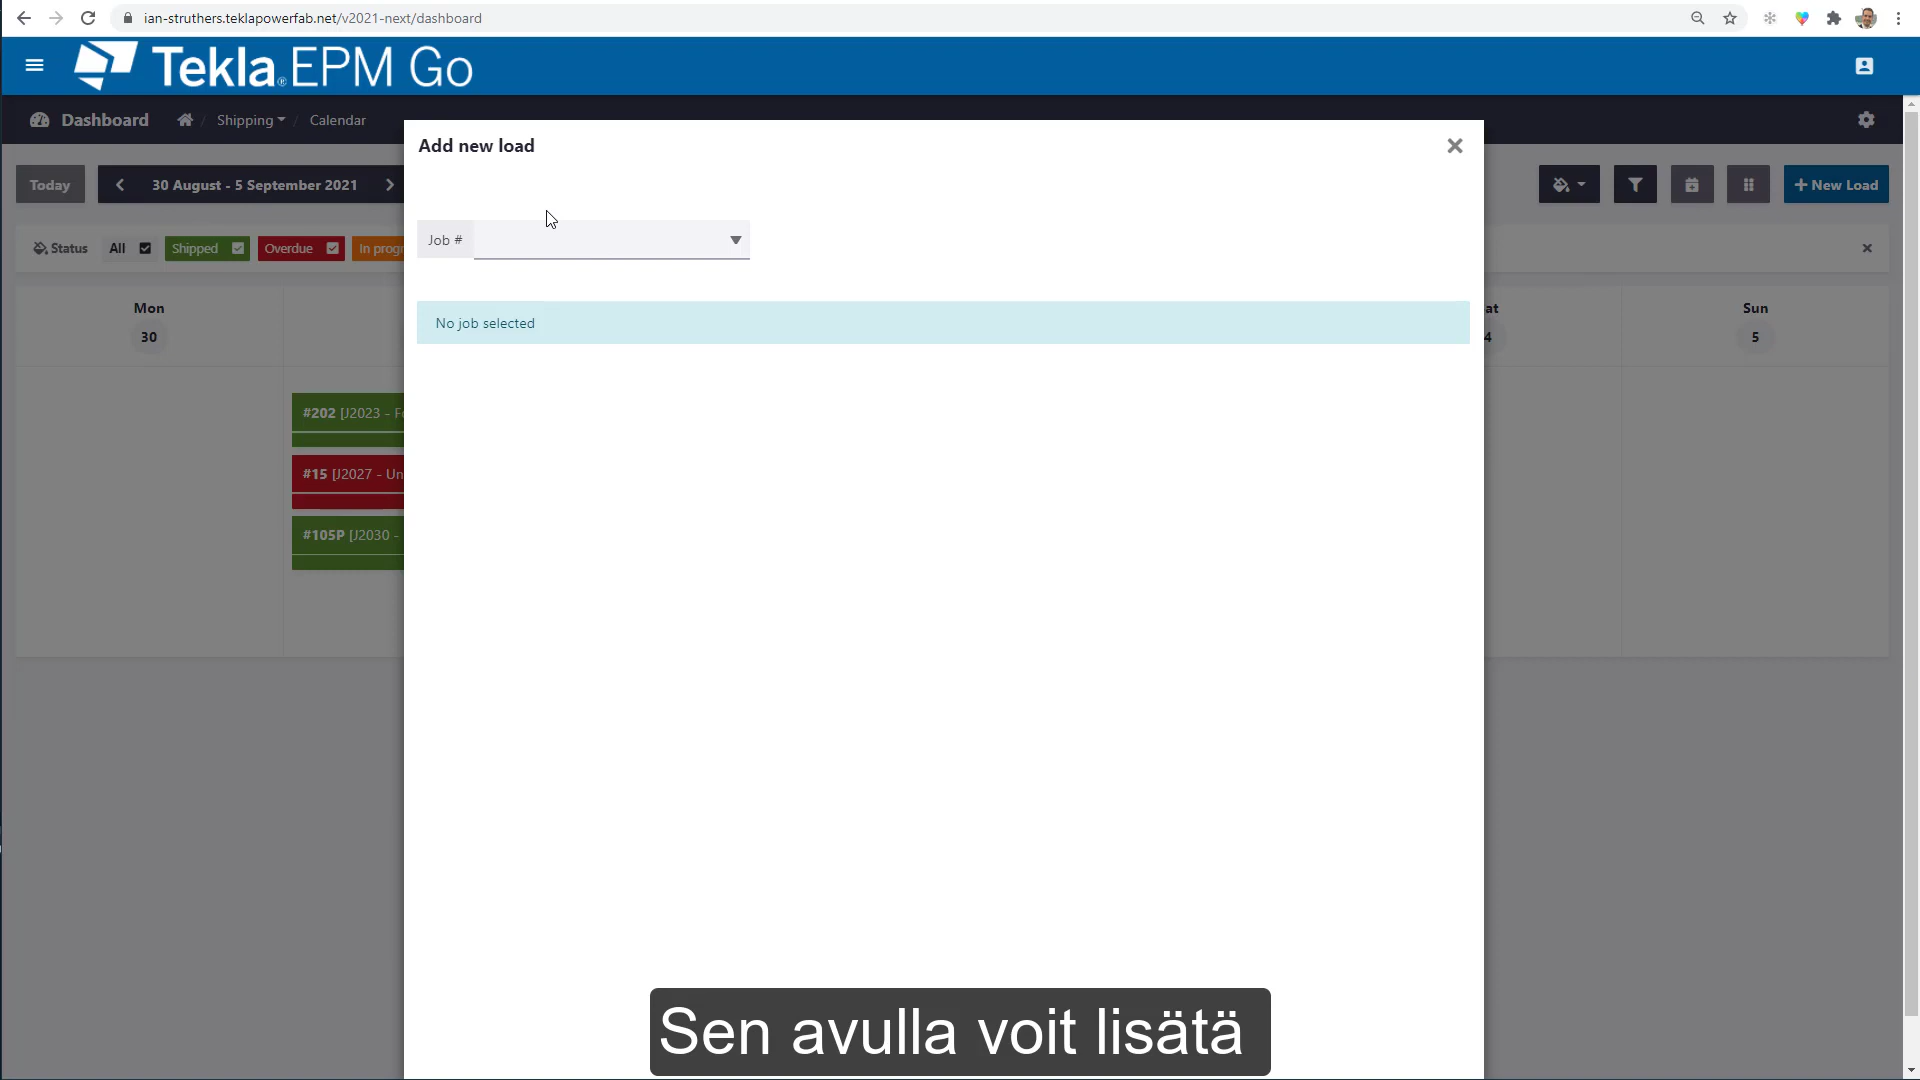 ian-struthers.teklapowerfab.net/v2021-next/dashboard
Tekla® EPM Go
Dashboard / Shipping / Calendar
Add new load
Today
30 August - 5 September 2021
+ New Load
Job #
Status All Shipped Overdue In progr
No job selected
Mon
30
at
4
Sun
5
#202 [J2023 - F
#15 [J2027 - Un
#105P [J2030 -
Sen avulla voit lisätä